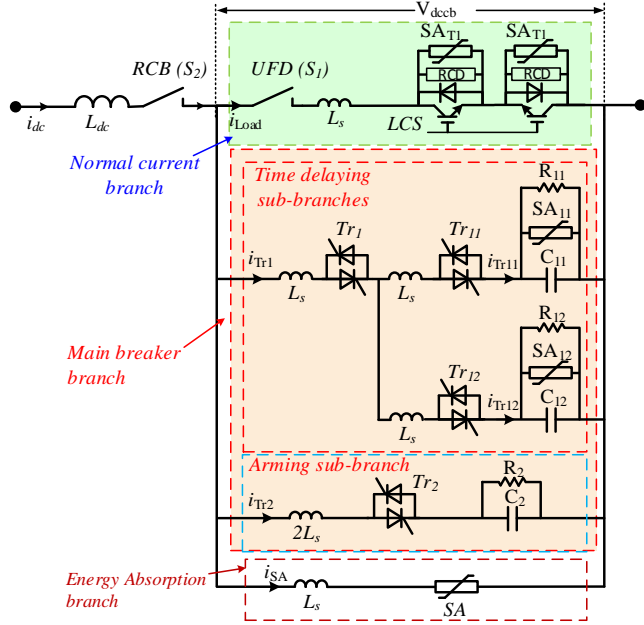 V_dccb
SA_T1
SA_T1
RCB (S_2)
UFD (S_1)
RCD
RCD
i_dc
L_dc
i_Load
L_s
LCS
Normal current
branch
Time delaying
sub-branches
R_11
SA_11
Tr_1
Tr_11
i_Tr1
i_Tr11
C_11
L_s
L_s
R_12
Main breaker
branch
SA_12
Tr_12
i_Tr12
C_12
L_s
Arming sub-branch
R_2
Tr_2
C_2
i_Tr2
2L_s
Energy Absorption
branch
i_SA
L_s
SA